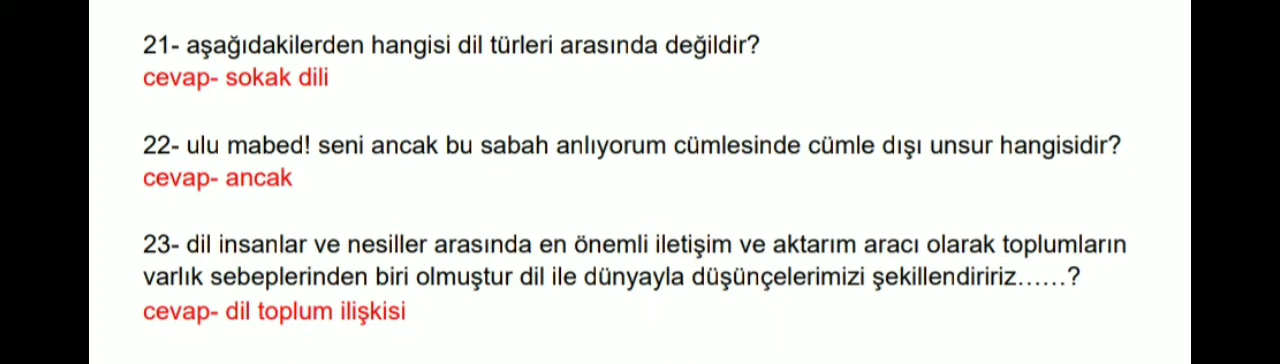 21- aşağıdakilerden hangisi dil türleri arasında değildir?
cevap- sokak dili
22- ulu mabed! seni ancak bu sabah anlıyorum cümlesinde cümle dışı unsur hangisidir?
cevap- ancak
23- dil insanlar ve nesiller arasında en önemli iletişim ve aktarım aracı olarak toplumların
varlık sebeplerinden biri olmuştur dil ile dünyayla düşünçelerimizi şekillendiririz……?
cevap- dil toplum ilişkisi